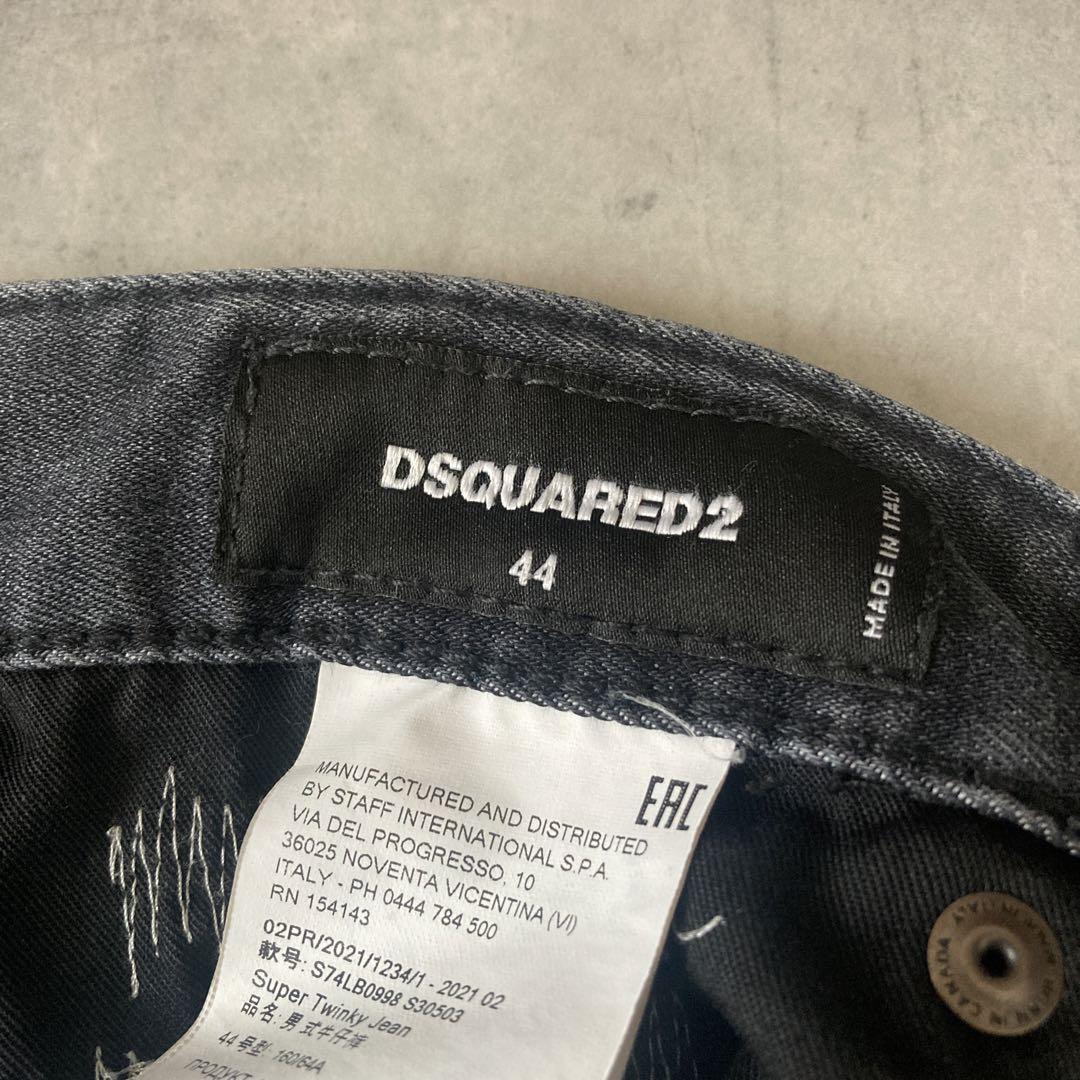 DSQUARED2
44
MADE IN ITALY
EAC
MANUFACTURED AND DISTRIBUTED
BY STAFF INTERNATIONAL S.P.A.
VIA DEL PROGRESSO, 10
36025 NOVENTA VICENTINA (VI)
ITALY - PH 0444 784 500
RN 154143
02PR/2021/1234/1 - 2021 02
款号: S74LB0998 S30503
Super Twinky Jean
品名: 男式牛仔裤
44 号型: 160/64A
CANADA